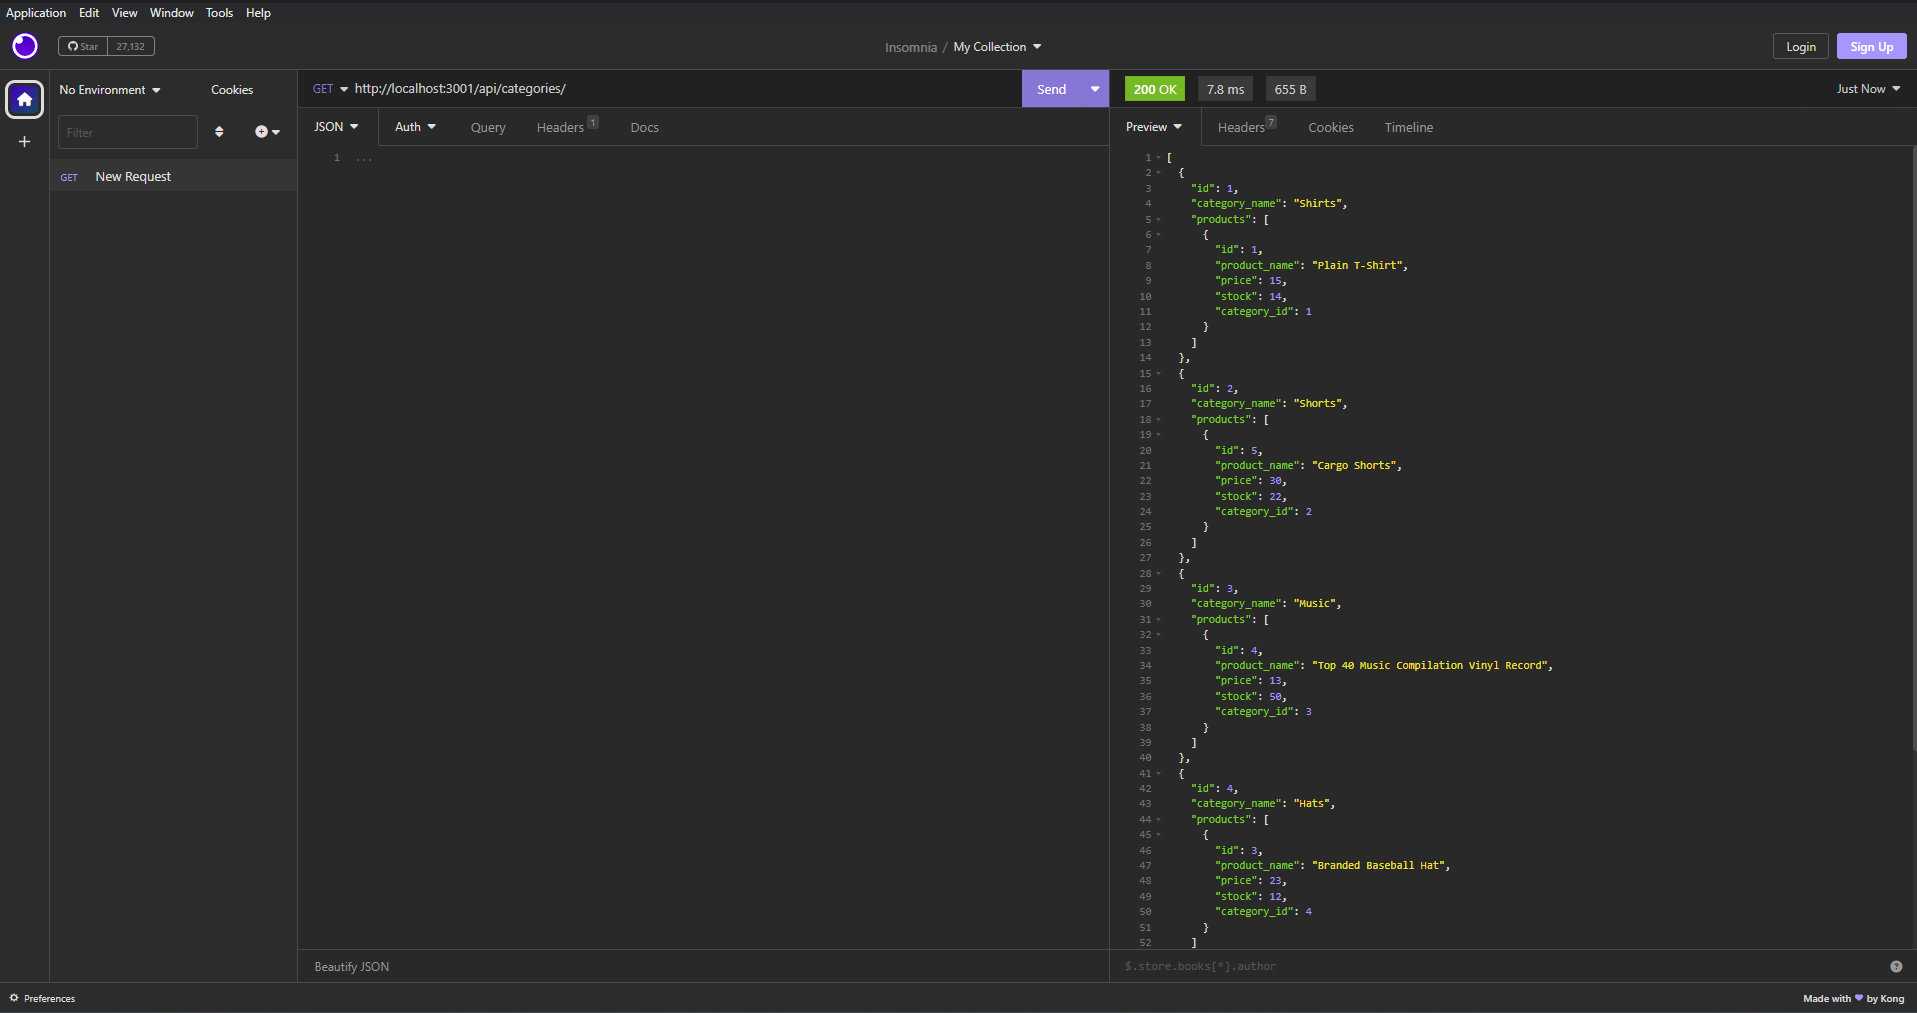 Application Edit View Window Tools Help
Star 27,132
Insomnia / My Collection
Login Sign Up
No Environment Cookies
Filter
GET New Request
GET http://localhost:3001/api/categories/ Send
JSON Auth Query Headers 1 Docs
1 ...
Beautify JSON
200 OK 7.8 ms 655 B Just Now
Preview Headers 7 Cookies Timeline
1 [
2 {
3 "id": 1,
4 "category_name": "Shirts",
5 "products": [
6 {
7 "id": 1,
8 "product_name": "Plain T-Shirt",
9 "price": 15,
10 "stock": 14,
11 "category_id": 1
12 }
13 ]
14 },
15 {
16 "id": 2,
17 "category_name": "Shorts",
18 "products": [
19 {
20 "id": 5,
21 "product_name": "Cargo Shorts",
22 "price": 30,
23 "stock": 22,
24 "category_id": 2
25 }
26 ]
27 },
28 {
29 "id": 3,
30 "category_name": "Music",
31 "products": [
32 {
33 "id": 4,
34 "product_name": "Top 40 Music Compilation Vinyl Record",
35 "price": 13,
36 "stock": 50,
37 "category_id": 3
38 }
39 ]
40 },
41 {
42 "id": 4,
43 "category_name": "Hats",
44 "products": [
45 {
46 "id": 3,
47 "product_name": "Branded Baseball Hat",
48 "price": 23,
49 "stock": 12,
50 "category_id": 4
51 }
52 ]
$.store.books[*].author ?
Preferences
Made with ♥ by Kong